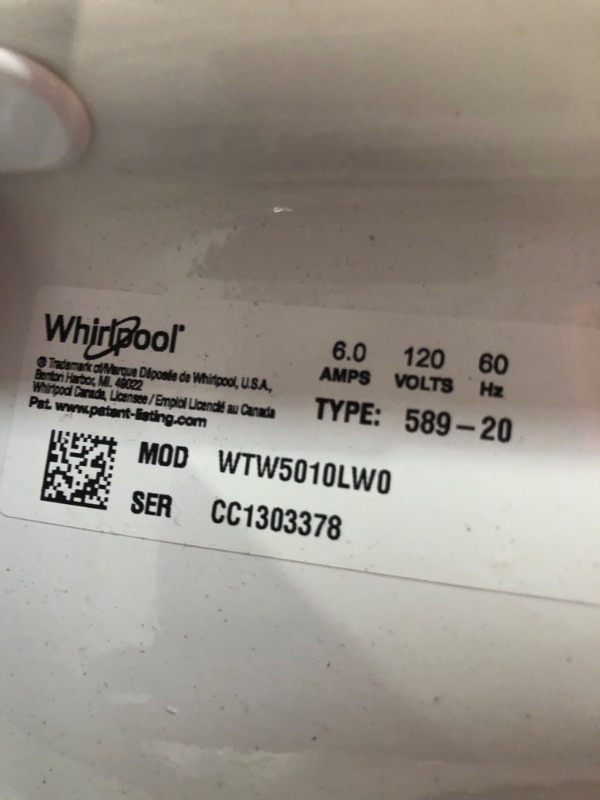 Whirlpool®
® Trademark of/Marque Déposée de Whirlpool, U.S.A.,
Benton Harbor, MI. 49022
Whirlpool Canada, Licensee / Emploi Licencié au Canada
Pat. www.patent-listing.com
6.0 120 60
AMPS VOLTS Hz
TYPE: 589-20
MOD WTW5010LW0
SER CC1303378